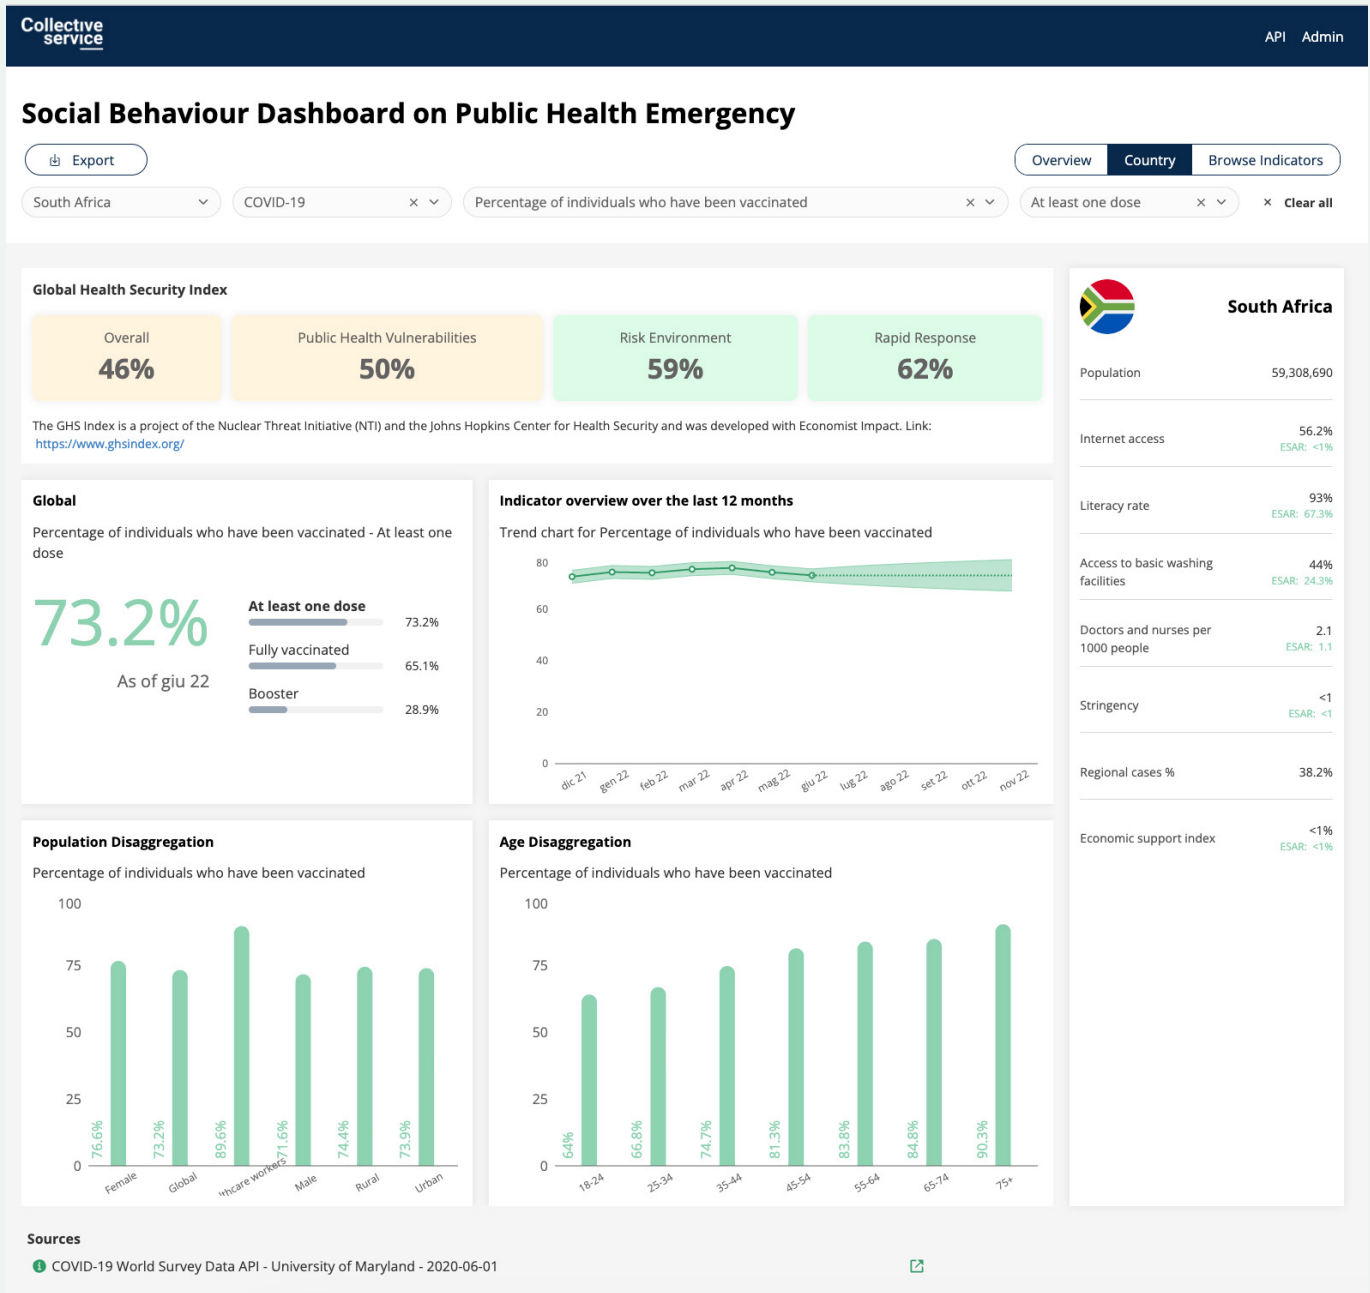 Collective
service
API Admin
Social Behaviour Dashboard on Public Health Emergency
Export
Overview Country Browse Indicators
South Africa COVID-19 Percentage of individuals who have been vaccinated At least one dose Clear all
Global Health Security Index
Overall
46%
Public Health Vulnerabilities
50%
Risk Environment
59%
Rapid Response
62%
The GHS Index is a project of the Nuclear Threat Initiative (NTI) and the Johns Hopkins Center for Health Security and was developed with Economist Impact. Link:
https://www.ghsindex.org/
South Africa
Population 59,308,690
Internet access 56.2%
ESAR: <1%
Literacy rate 93%
ESAR: 67.3%
Access to basic washing
facilities
44%
ESAR: 24.3%
Doctors and nurses per
1000 people
2.1
ESAR: 1.1
Stringency <1
ESAR: <1
Regional cases % 38.2%
Economic support index <1%
ESAR: <1%
Global
Percentage of individuals who have been vaccinated - At least one
dose
73.2%
As of giu 22
At least one dose
73.2%
Fully vaccinated
65.1%
Booster
28.9%
Indicator overview over the last 12 months
Trend chart for Percentage of individuals who have been vaccinated
80
60
40
20
0
dic 21 gen 22 feb 22 mar 22 apr 22 mag 22 giu 22 lug 22 ago 22 set 22 ott 22 nov 22
Population Disaggregation
Percentage of individuals who have been vaccinated
100
75
50
25
0
76.6% 73.2% 89.6% 71.6% 74.4% 73.9%
Female Global lthcare workers Male Rural Urban
Age Disaggregation
Percentage of individuals who have been vaccinated
100
75
50
25
0
64% 66.8% 74.7% 81.3% 83.8% 84.8% 90.3%
18-24 25-34 35-44 45-54 55-64 65-74 75+
Sources
COVID-19 World Survey Data API - University of Maryland - 2020-06-01